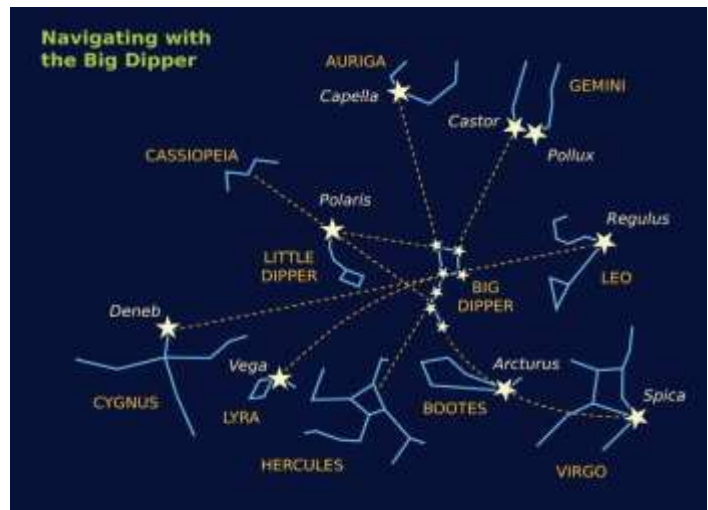 Navigating with
the Big Dipper
AURIGA
Capella
GEMINI
Castor
Pollux
CASSIOPEIA
Polaris
Regulus
LITTLE
DIPPER
BIG
DIPPER
LEO
Deneb
Vega
Arcturus
Spica
CYGNUS
LYRA
BOOTES
HERCULES
VIRGO